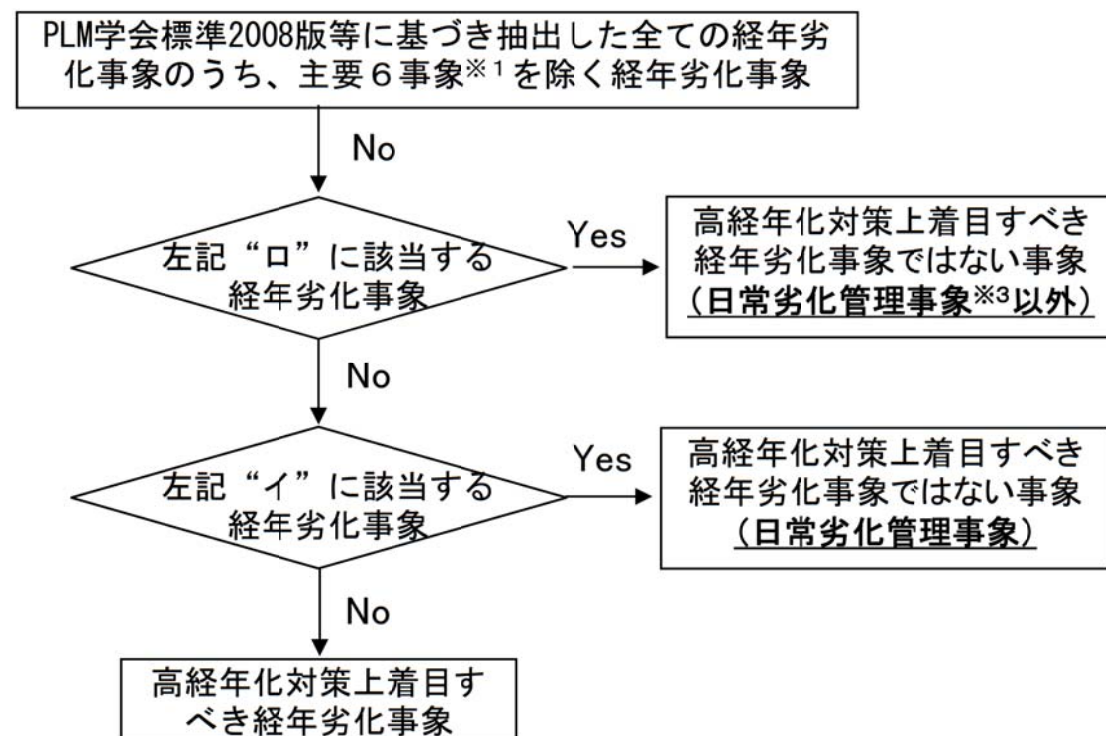 PLM学会標準2008版等に基づき抽出した全ての経年劣
化事象のうち、主要６事象※１を除く経年劣化事象
No
左記“ロ”に該当する
経年劣化事象
Yes
高経年化対策上着目すべき
経年劣化事象ではない事象
(日常劣化管理事象※3以外)
No
左記“イ”に該当する
経年劣化事象
Yes
高経年化対策上着目すべき
経年劣化事象ではない事象
(日常劣化管理事象)
No
高経年化対策上着目す
べき経年劣化事象